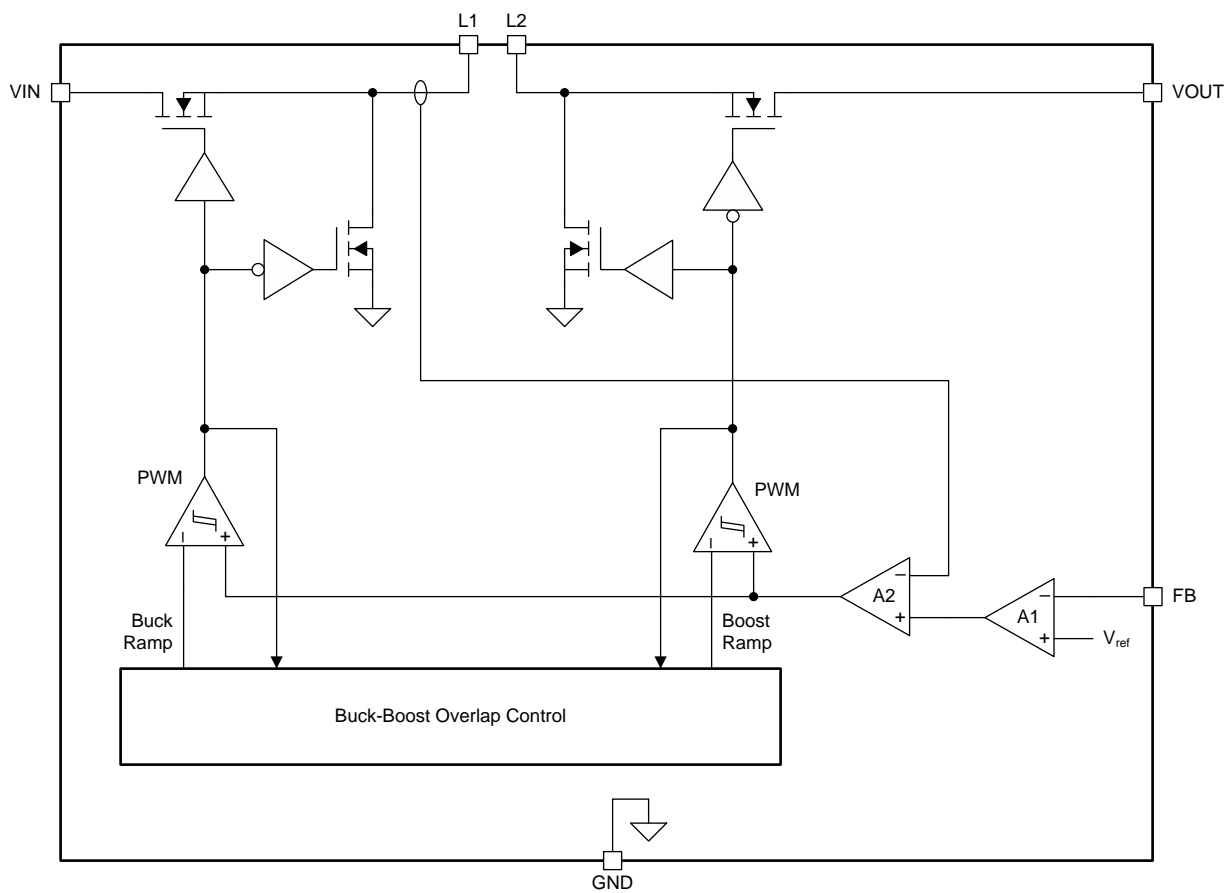 L1 L2
VIN
VOUT
PWM
PWM
− +
− +
−
A2
+
−
A1
+
FB
V_ref
Buck
Ramp
Boost
Ramp
Buck-Boost Overlap Control
GND